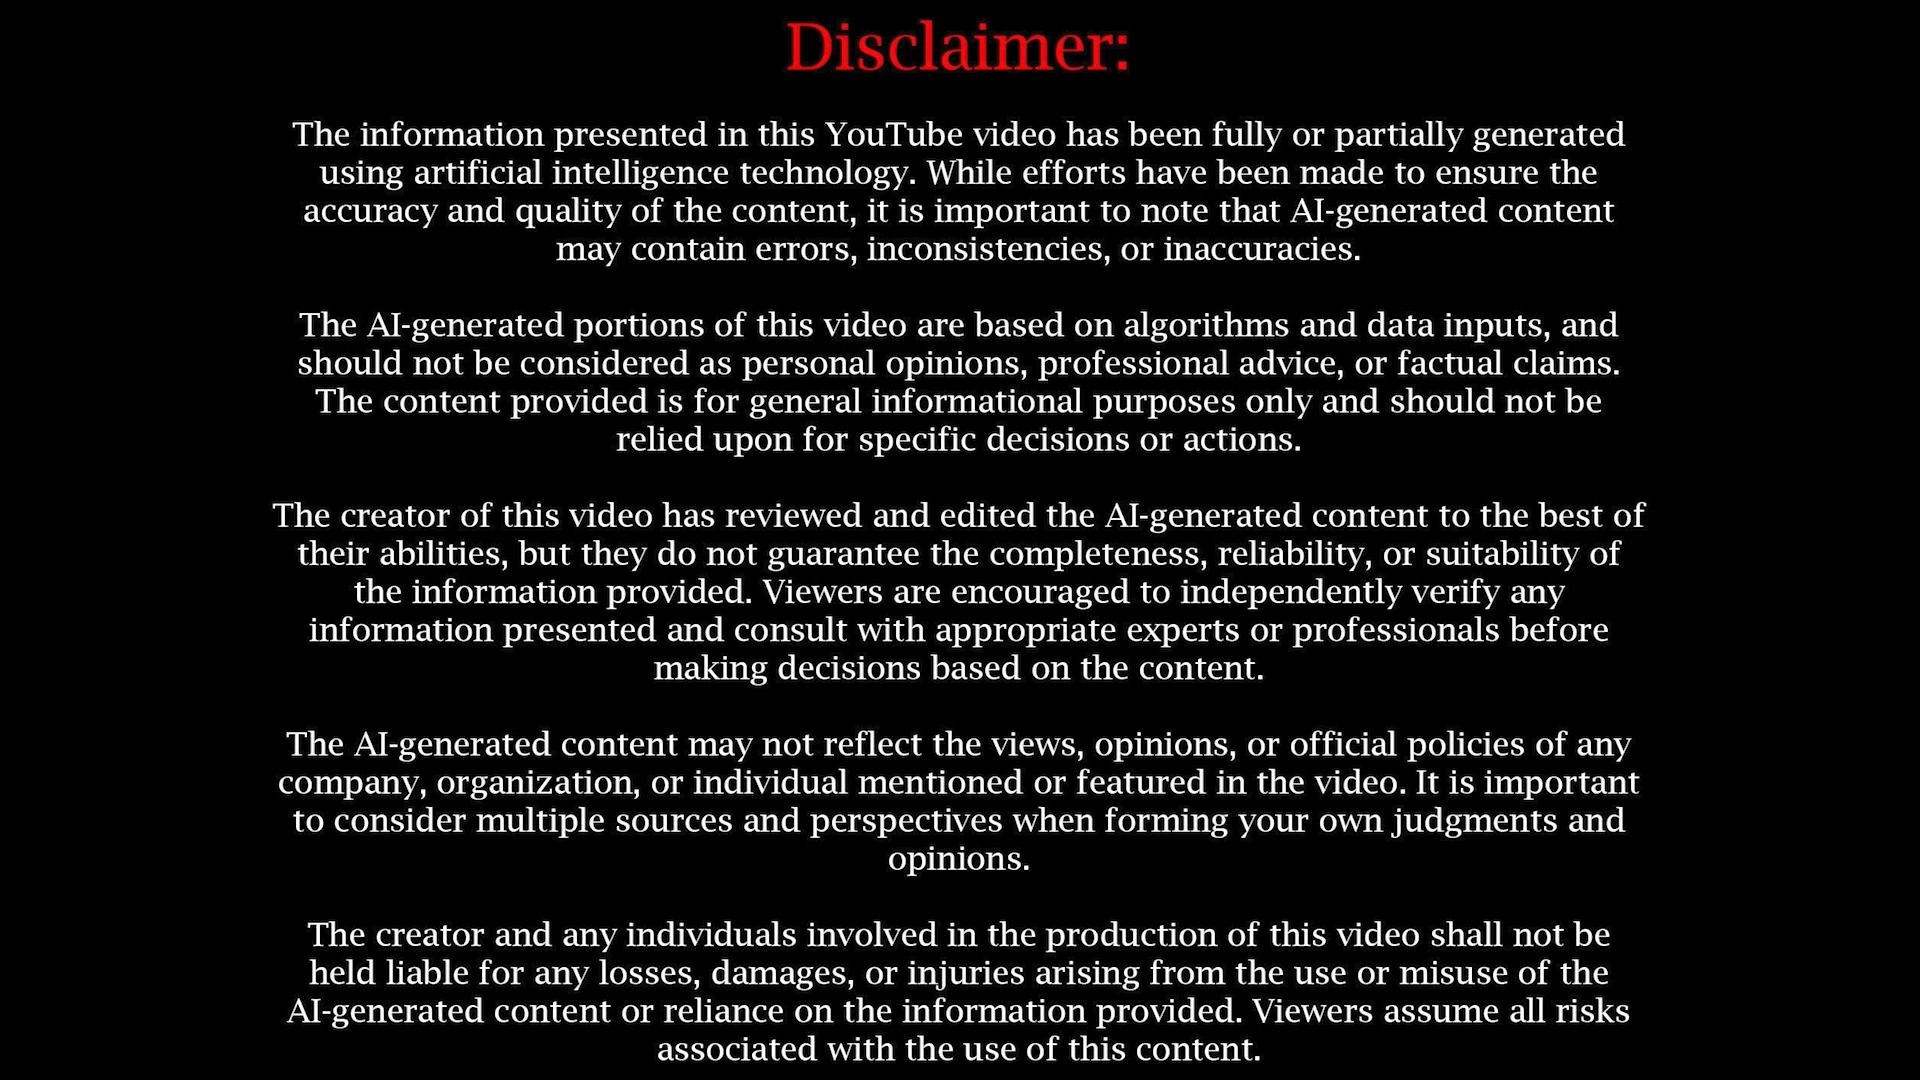 Disclaimer:
The information presented in this YouTube video has been fully or partially generated
using artificial intelligence technology. While efforts have been made to ensure the
accuracy and quality of the content, it is important to note that AI-generated content
may contain errors, inconsistencies, or inaccuracies.
The AI-generated portions of this video are based on algorithms and data inputs, and
should not be considered as personal opinions, professional advice, or factual claims.
The content provided is for general informational purposes only and should not be
relied upon for specific decisions or actions.
The creator of this video has reviewed and edited the AI-generated content to the best of
their abilities, but they do not guarantee the completeness, reliability, or suitability of
the information provided. Viewers are encouraged to independently verify any
information presented and consult with appropriate experts or professionals before
making decisions based on the content.
The AI-generated content may not reflect the views, opinions, or official policies of any
company, organization, or individual mentioned or featured in the video. It is important
to consider multiple sources and perspectives when forming your own judgments and
opinions.
The creator and any individuals involved in the production of this video shall not be
held liable for any losses, damages, or injuries arising from the use or misuse of the
AI-generated content or reliance on the information provided. Viewers assume all risks
associated with the use of this content.